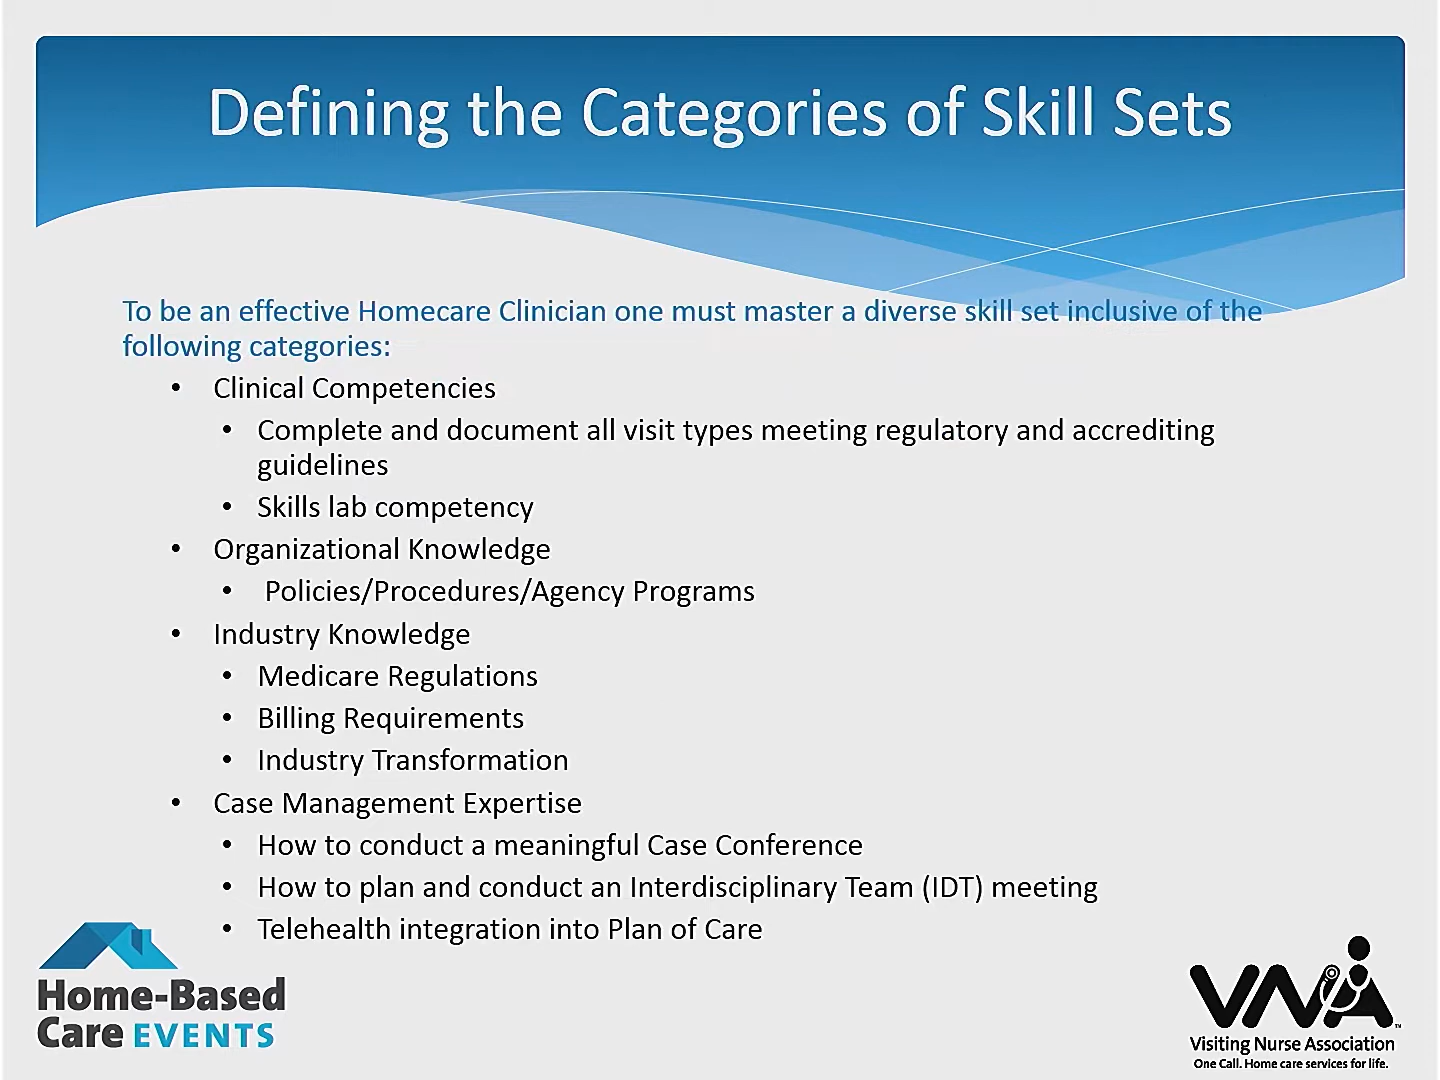 Defining the Categories of Skill Sets
To be an effective Homecare Clinician one must master a diverse skill set inclusive of the
following categories:
• Clinical Competencies
• Complete and document all visit types meeting regulatory and accrediting
guidelines
• Skills lab competency
• Organizational Knowledge
• Policies/Procedures/Agency Programs
• Industry Knowledge
• Medicare Regulations
• Billing Requirements
• Industry Transformation
• Case Management Expertise
• How to conduct a meaningful Case Conference
• How to plan and conduct an Interdisciplinary Team (IDT) meeting
• Telehealth integration into Plan of Care
Home-Based
Care EVENTS
VNA™
Visiting Nurse Association
One Call. Home care services for life.